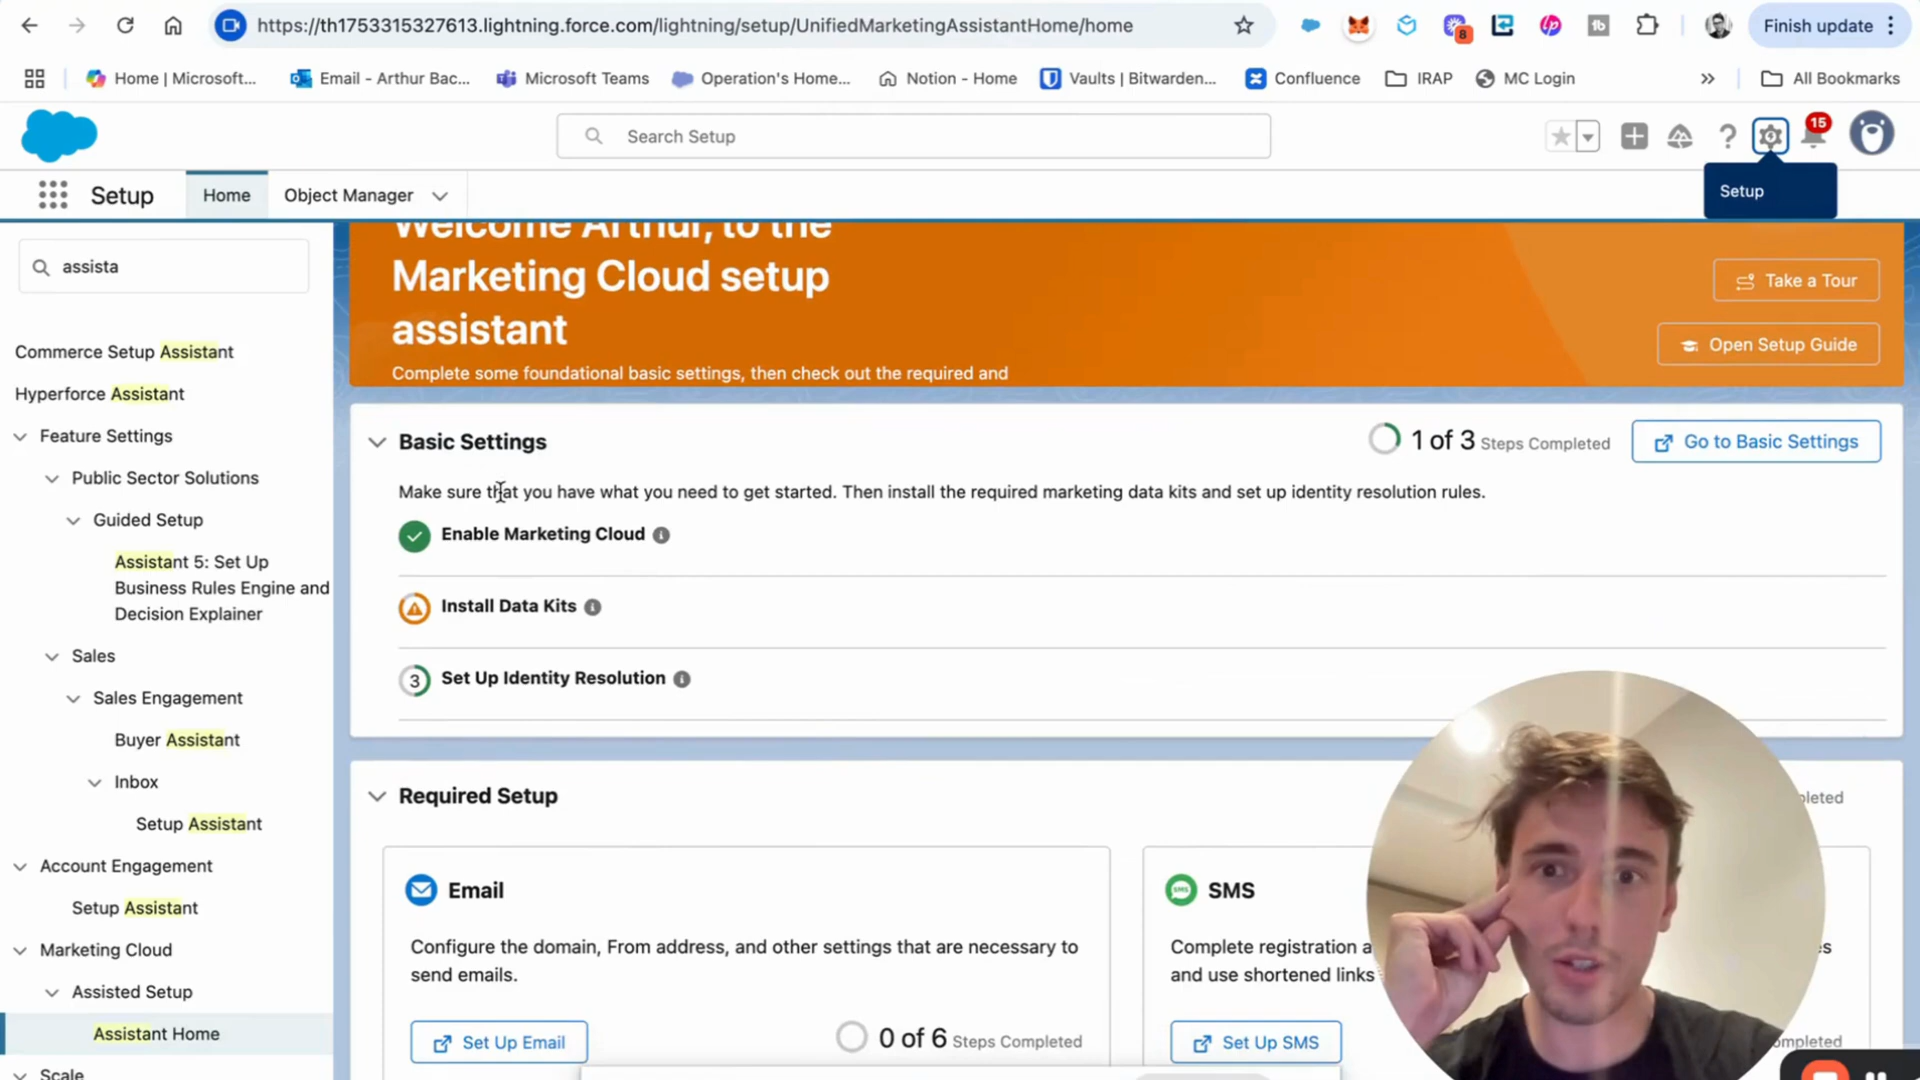 https://th1753315327613.lightning.force.com/lightning/setup/UnifiedMarketingAssistantHome/home
8
Finish update
Home | Microsoft...
Email - Arthur Bac...
Microsoft Teams
Operation's Home...
Notion - Home
Vaults | Bitwarden...
Confluence
IRAP
MC Login
»
All Bookmarks
Search Setup
15
Setup
Home
Object Manager
Setup
assista
Commerce Setup Assistant
Hyperforce Assistant
Feature Settings
Public Sector Solutions
Guided Setup
Assistant 5: Set Up
Business Rules Engine and
Decision Explainer
Sales
Sales Engagement
Buyer Assistant
Inbox
Setup Assistant
Account Engagement
Setup Assistant
Marketing Cloud
Assisted Setup
Assistant Home
Scale
Welcome Arthur, to the
Marketing Cloud setup
assistant
Complete some foundational basic settings, then check out the required and
Take a Tour
Open Setup Guide
Basic Settings
1 of 3 Steps Completed
Go to Basic Settings
Make sure that you have what you need to get started. Then install the required marketing data kits and set up identity resolution rules.
Enable Marketing Cloud
Install Data Kits
3 Set Up Identity Resolution
Required Setup
Email
Configure the domain, From address, and other settings that are necessary to
send emails.
Set Up Email
0 of 6 Steps Completed
SMS
SMS
Complete registration
and use shortened links
Set Up SMS